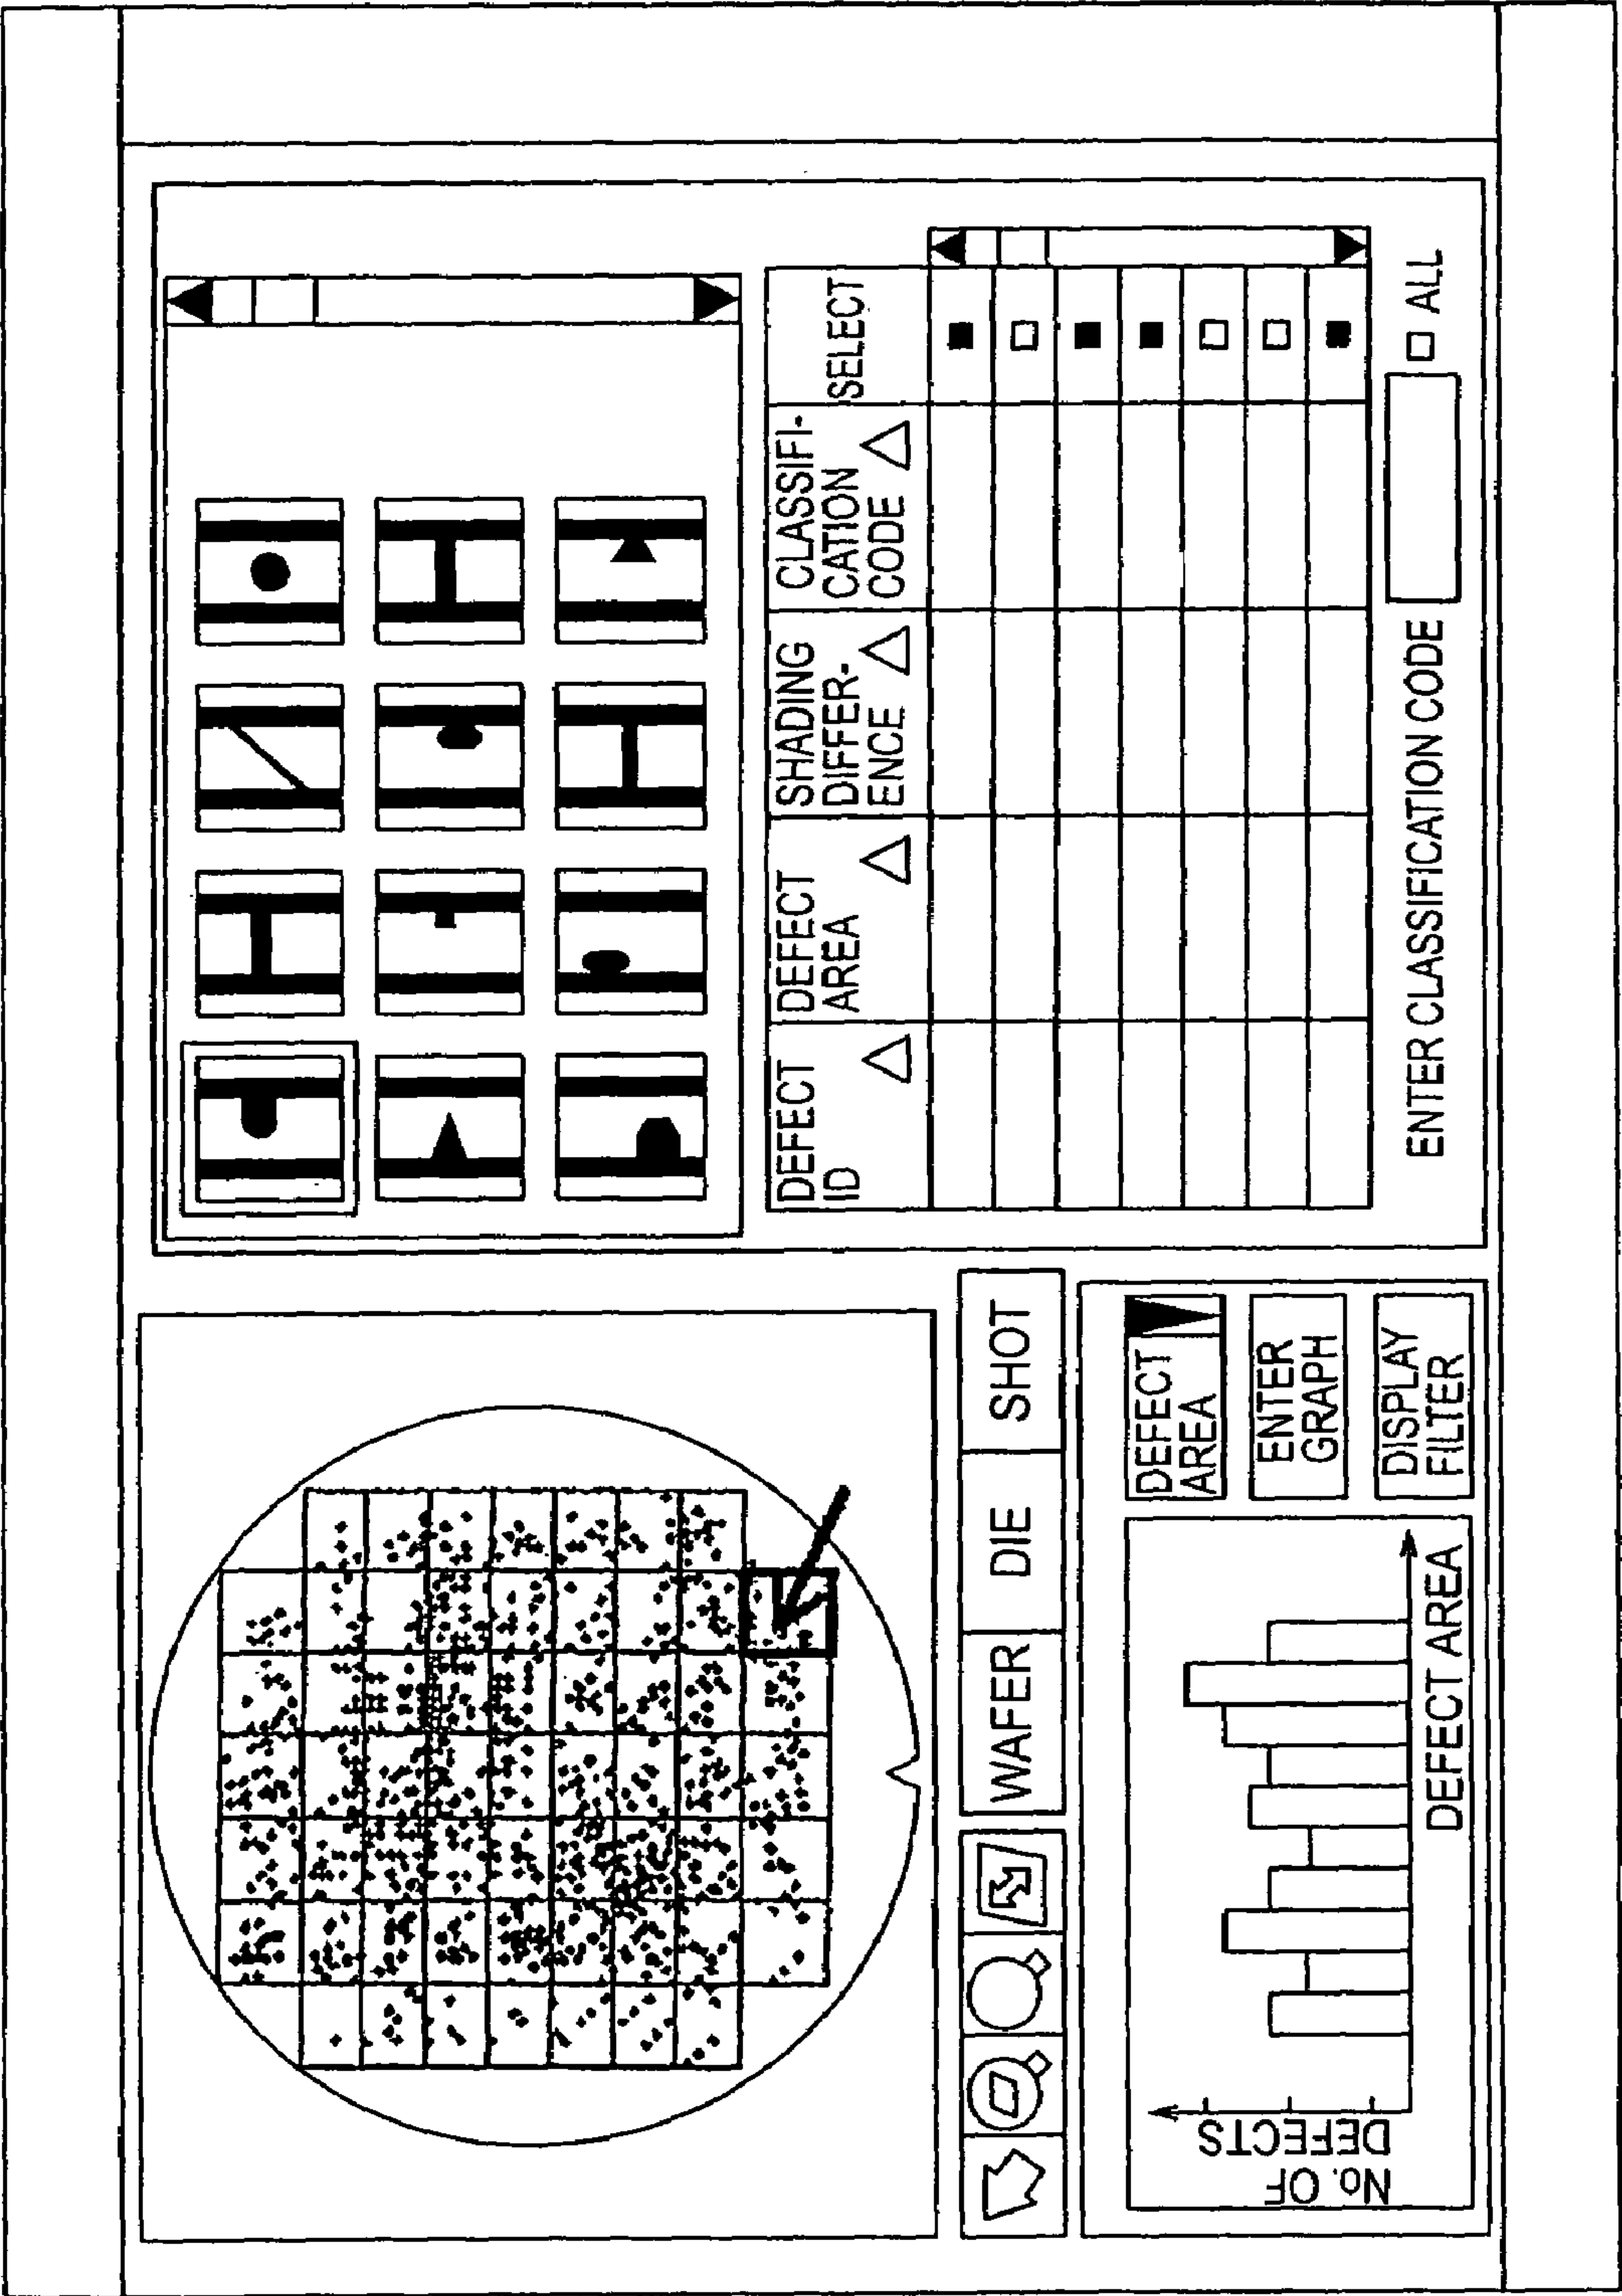 WAFER
DIE
SHOT
No. OF
DEFECTS
DEFECT AREA
DEFECT
AREA
ENTER
GRAPH
DISPLAY
FILTER
DEFECT
ID
DEFECT
AREA
SHADING
DIFFER-
ENCE
CLASSIFI-
CATION
CODE
SELECT
ENTER CLASSIFICATION CODE
ALL